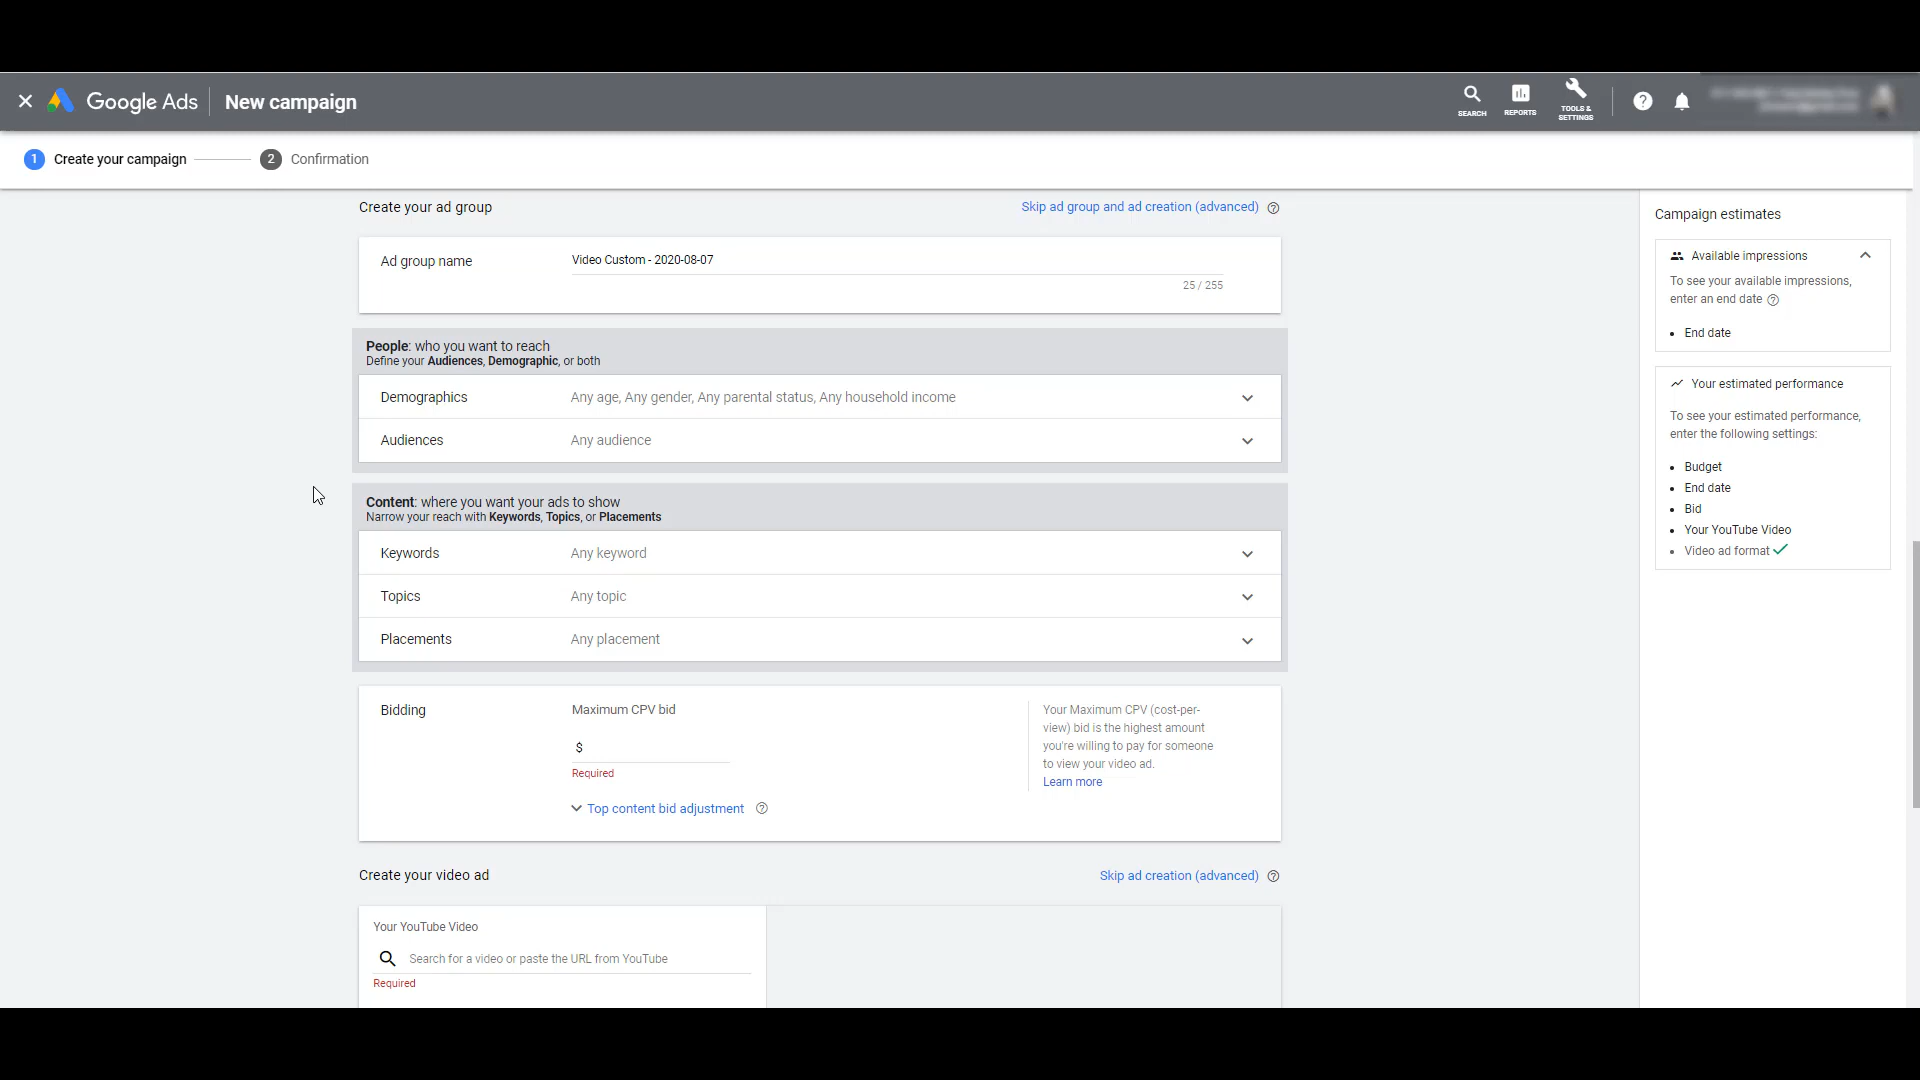 Google Ads
New campaign
SEARCH
REPORTS
TOOLS &
SETTINGS
1 Create your campaign
2 Confirmation
Create your ad group
Skip ad group and ad creation (advanced)
Ad group name
Video Custom - 2020-08-07
25 / 255
People: who you want to reach
Define your Audiences, Demographic, or both
Demographics
Any age, Any gender, Any parental status, Any household income
Audiences
Any audience
Content: where you want your ads to show
Narrow your reach with Keywords, Topics, or Placements
Keywords
Any keyword
Topics
Any topic
Placements
Any placement
Bidding
Maximum CPV bid
$
Required
Top content bid adjustment
Your Maximum CPV (cost-per-
view) bid is the highest amount
you're willing to pay for someone
to view your video ad.
Learn more
Create your video ad
Skip ad creation (advanced)
Your YouTube Video
Search for a video or paste the URL from YouTube
Required
Campaign estimates
Available impressions
To see your available impressions,
enter an end date
• End date
Your estimated performance
To see your estimated performance,
enter the following settings:
• Budget
• End date
• Bid
• Your YouTube Video
• Video ad format